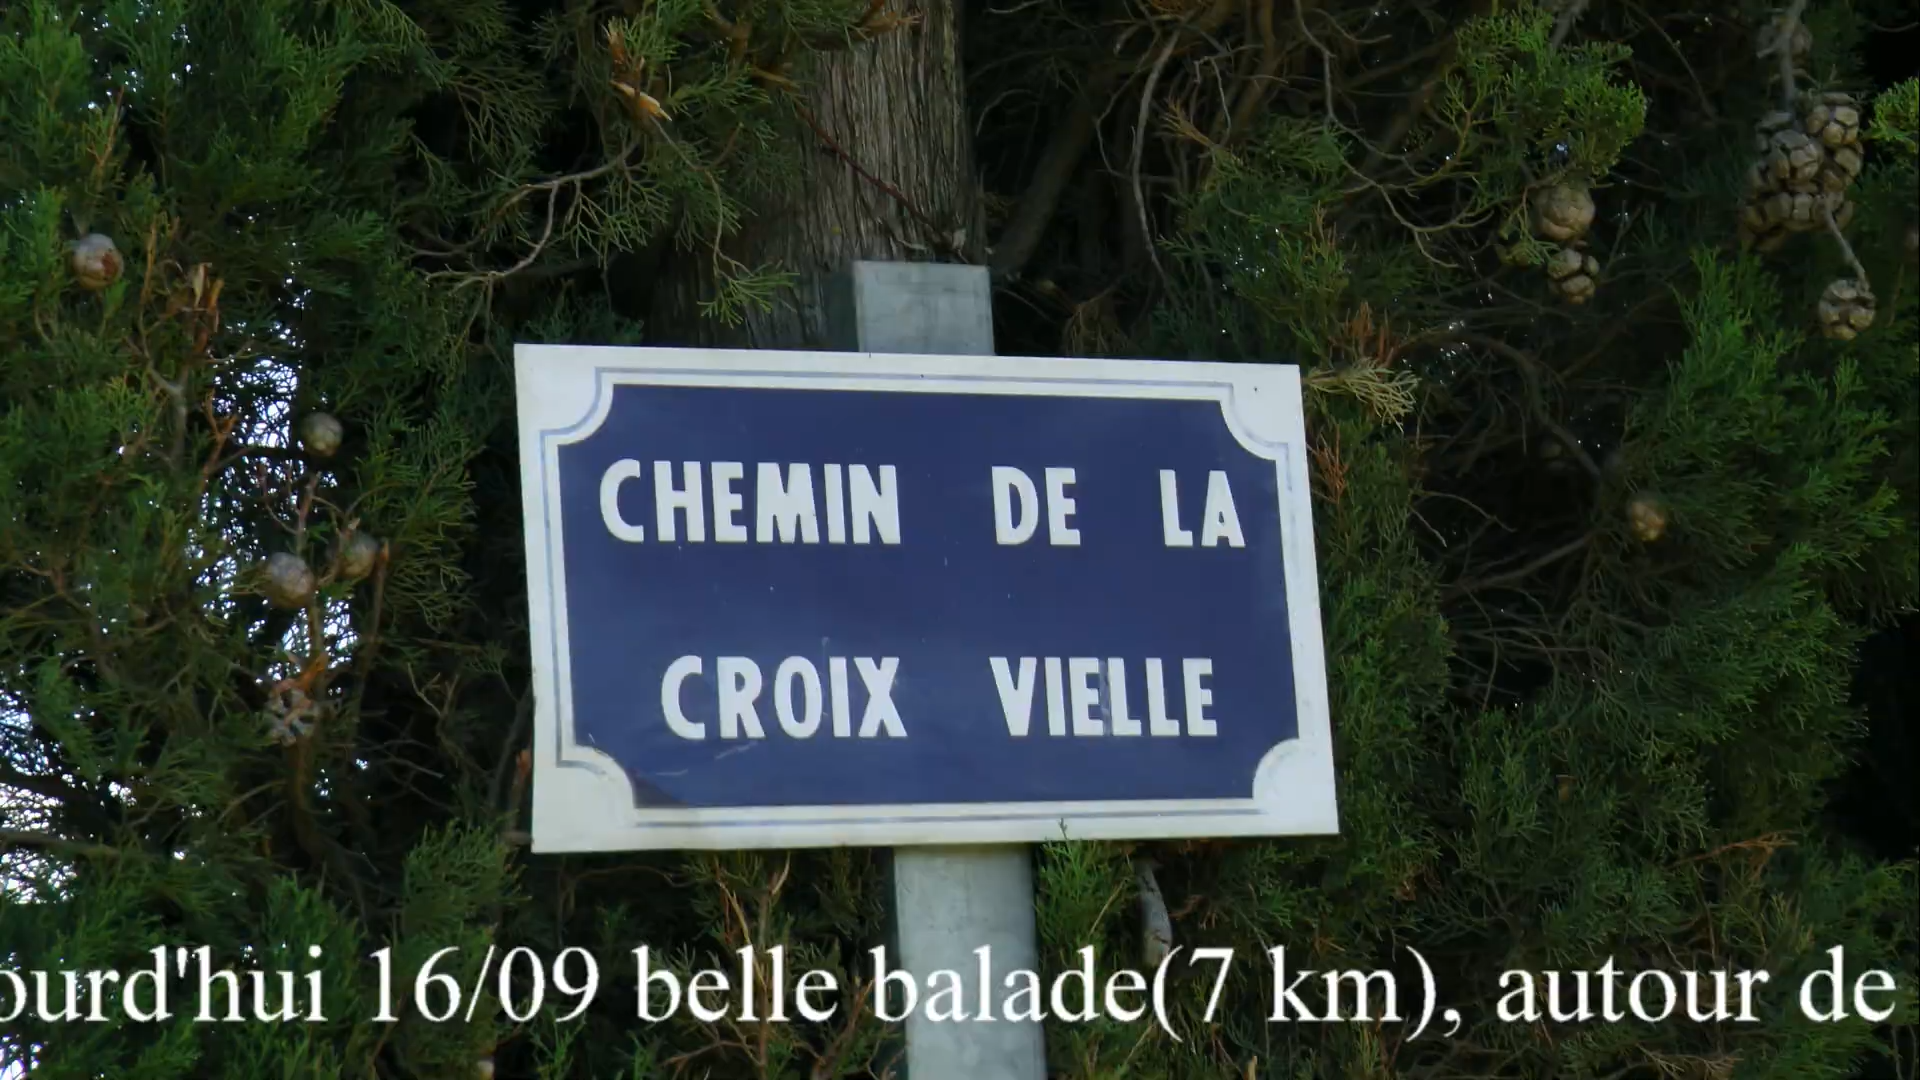 CHEMIN DE LA
CROIX VIELLE
ourd'hui 16/09 belle balade(7 km), autour de